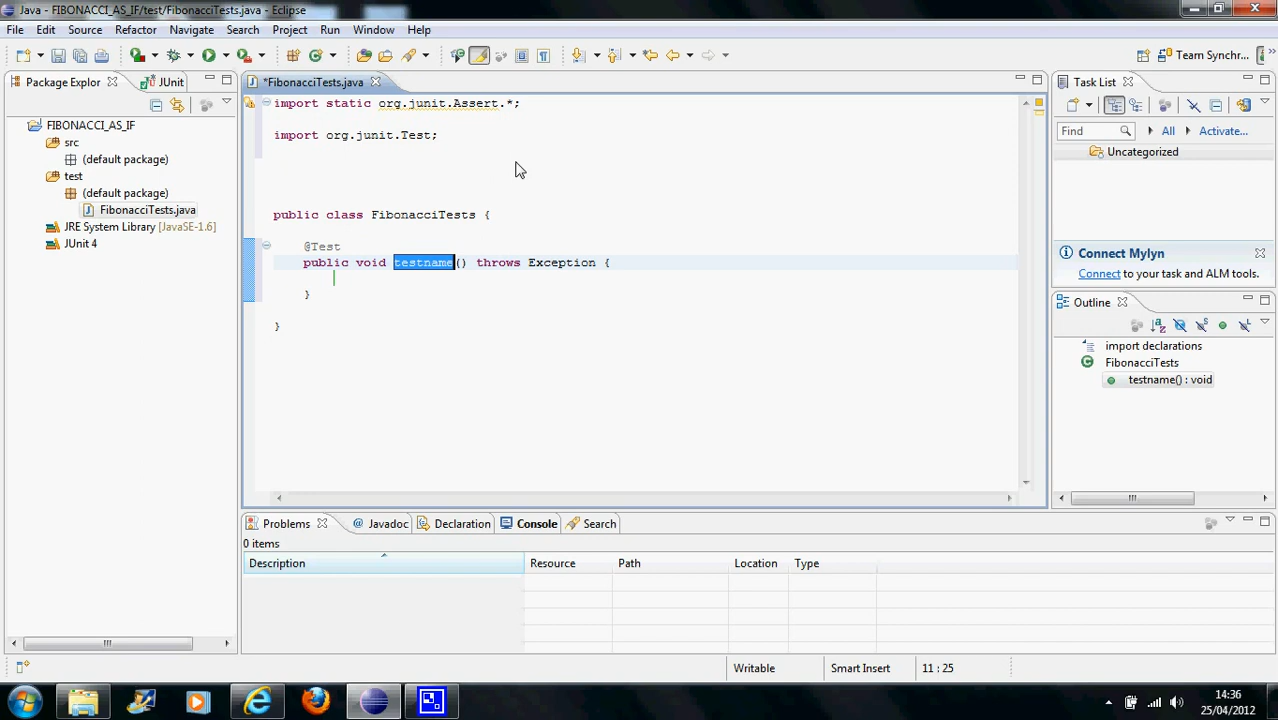 Java - FIBONACCI_AS_IF/test/FibonacciTests.java - Eclipse
File Edit Source Refactor Navigate Search Project Run Window Help
Team Synchr...
Package Explor
JUnit
FIBONACCI_AS_IF
src
(default package)
test
(default package)
FibonacciTests.java
JRE System Library [JavaSE-1.6]
JUnit 4
*FibonacciTests.java
import static org.junit.Assert.*;
import org.junit.Test;
public class FibonacciTests {
@Test
public void testname() throws Exception {
}
}
Task List
Find
All
Activate...
Uncategorized
Connect Mylyn
Connect to your task and ALM tools.
Outline
import declarations
FibonacciTests
testname() : void
Problems
@ Javadoc
Declaration
Console
Search
0 items
Description Resource Path Location Type
Writable Smart Insert 11 : 25
14:36
25/04/2012